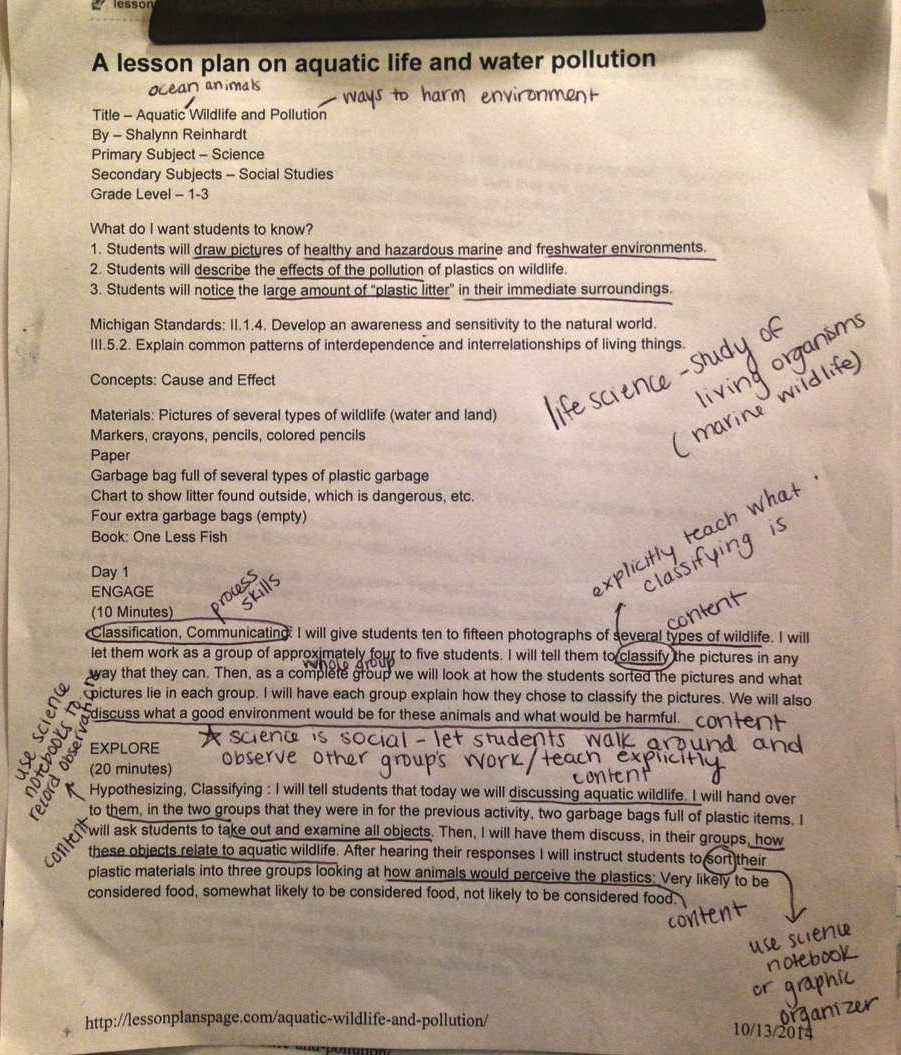 lesson
A lesson plan on aquatic life and water pollution
ocean animals
ways to harm environment
Title – Aquatic Wildlife and Pollution
By – Shalynn Reinhardt
Primary Subject – Science
Secondary Subjects – Social Studies
Grade Level – 1-3
What do I want students to know?
1. Students will draw pictures of healthy and hazardous marine and freshwater environments.
2. Students will describe the effects of the pollution of plastics on wildlife.
3. Students will notice the large amount of "plastic litter" in their immediate surroundings.
Michigan Standards: II.1.4. Develop an awareness and sensitivity to the natural world.
III.5.2. Explain common patterns of interdependence and interrelationships of living things.
life science - study of
living organisms
(marine wildlife)
Concepts: Cause and Effect
Materials: Pictures of several types of wildlife (water and land)
Markers, crayons, pencils, colored pencils
Paper
Garbage bag full of several types of plastic garbage
Chart to show litter found outside, which is dangerous, etc.
Four extra garbage bags (empty)
Book: One Less Fish
explicitly teach what
classifying is
Day 1
ENGAGE
(10 Minutes)
process
skills
content
Classification, Communicating: I will give students ten to fifteen photographs of several types of wildlife. I will
let them work as a group of approximately four to five students. I will tell them to classify the pictures in any
whole group
way that they can. Then, as a complete group we will look at how the students sorted the pictures and what
pictures lie in each group. I will have each group explain how they chose to classify the pictures. We will also
discuss what a good environment would be for these animals and what would be harmful. content
★ science is social - let students walk around and
observe other group's work/teach explicitly
content
use science
notebooks to
record observations
content
EXPLORE
(20 minutes)
Hypothesizing, Classifying : I will tell students that today we will discussing aquatic wildlife. I will hand over
to them, in the two groups that they were in for the previous activity, two garbage bags full of plastic items. I
will ask students to take out and examine all objects. Then, I will have them discuss, in their groups, how
these objects relate to aquatic wildlife. After hearing their responses I will instruct students to sort their
plastic materials into three groups looking at how animals would perceive the plastics: Very likely to be
considered food, somewhat likely to be considered food, not likely to be considered food.
content
use science
notebook
or graphic
organizer
http://lessonplanspage.com/aquatic-wildlife-and-pollution/
10/13/2014